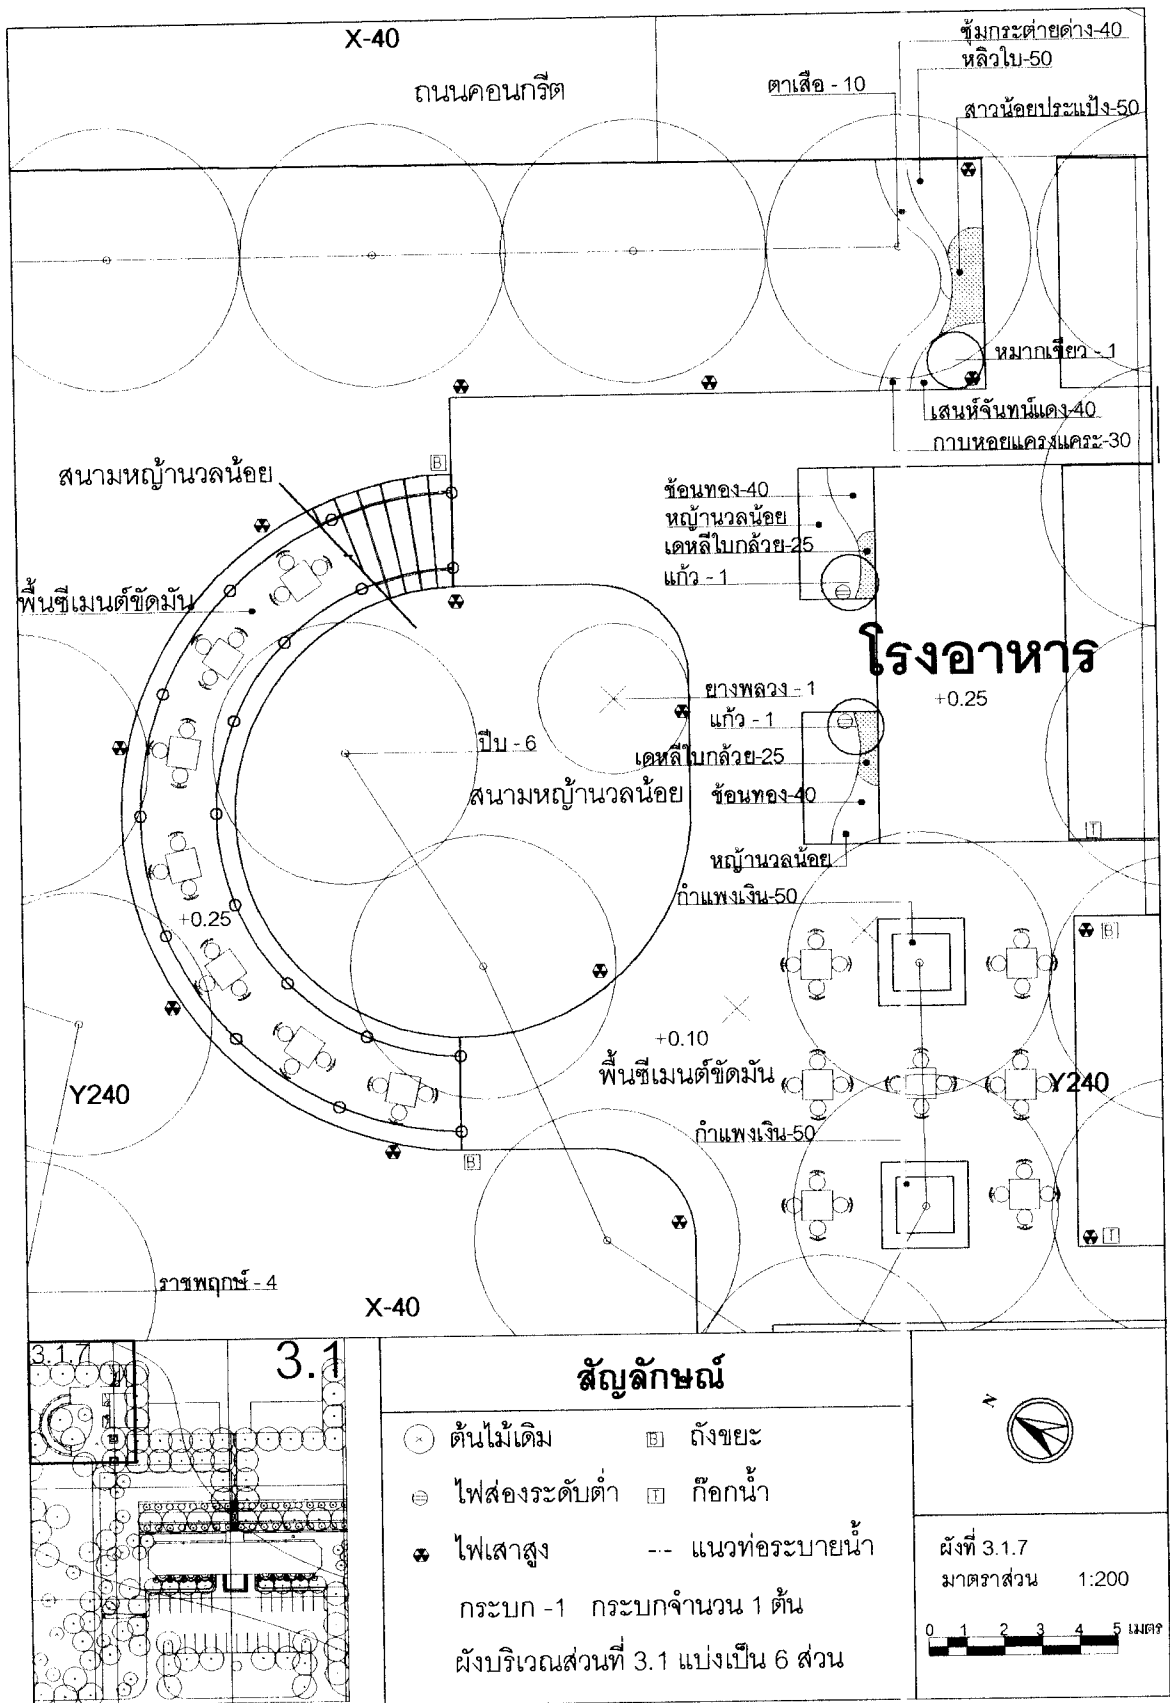 X-40
ถนนคอนกรีต
ซุ้มกระต่ายด่าง-40
หลิวใบ-50
ตาเสือ - 10
สาวน้อยประแป้ง-50
หมากเขียว - 1
เสน่ห์จันทน์แดง-40
กาบหอยแครงแคระ-30
B
สนามหญ้านวลน้อย
ช้อนทอง-40
หญ้านวลน้อย
เดหลีใบกล้วย-25
แก้ว - 1
พื้นซีเมนต์ขัดมัน
โรงอาหาร
+0.25
ยางพลวง - 1
แก้ว - 1
ปีบ - 6
เดหลีใบกล้วย-25
สนามหญ้านวลน้อย
ช้อนทอง-40
T
หญ้านวลน้อย
กำแพงเงิน-50
+0.25
B
+0.10
พื้นซีเมนต์ขัดมัน
Y240
Y240
กำแพงเงิน-50
B
T
ราชพฤกษ์ - 4
X-40
3.1.7
3.1
สัญลักษณ์
ต้นไม้เดิม
B ถังขยะ
ไฟส่องระดับต่ำ
T ก๊อกน้ำ
ไฟเสาสูง
--- แนวท่อระบายน้ำ
กระบก -1 กระบกจำนวน 1 ต้น
ผังบริเวณส่วนที่ 3.1 แบ่งเป็น 6 ส่วน
N
ผังที่ 3.1.7
มาตราส่วน 1:200
0 1 2 3 4 5 เมตร